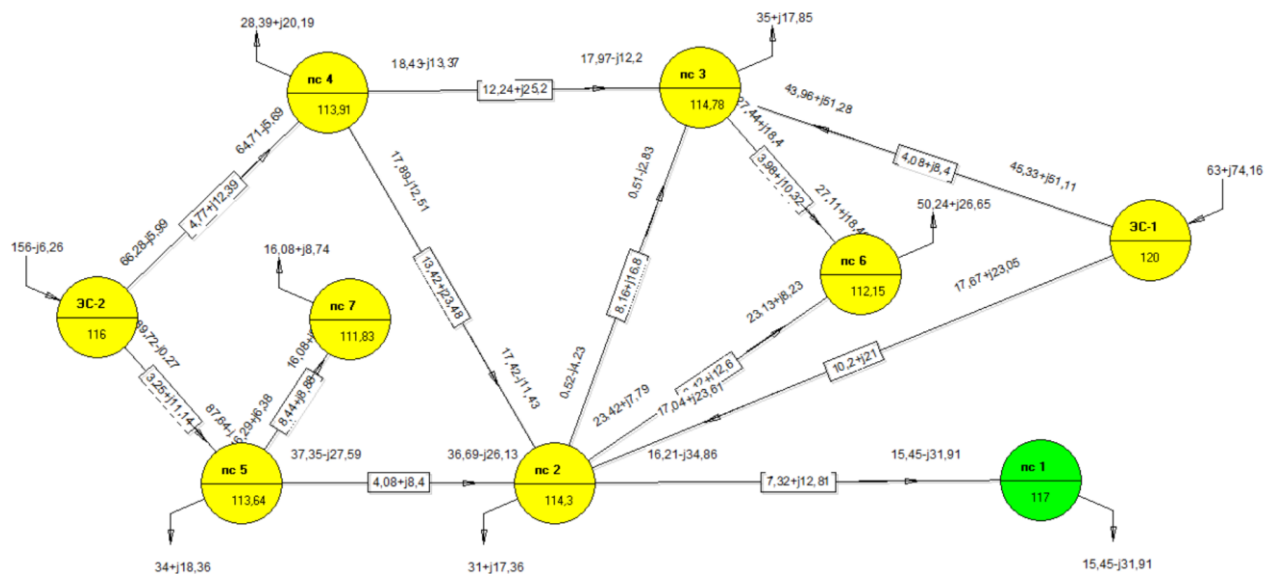 28,39+j20,19
35+j17,85
пс 4
113,91
18,43-j13,37
12,24+j25,2
17,97-j12,2
пс 3
114,78
43,96+j51,28
4,08+j8,4
45,33+j51,11
63+j74,16
ЭС-1
120
64,71-j5,69
4,77+j12,39
66,28-j5,99
17,89-j12,51
13,42+j23,48
17,42-j11,43
0,51-j2,83
8,16+j16,8
0,52-j4,23
27,44+j18,4
3,98+j10,32
50,24+j26,65
пс 6
112,15
17,67+j23,05
10,2+j21
156-j6,26
ЭС-2
116
16,08+j8,74
пс 7
111,83
89,72-j0,27
3,25+j11,14
8,44+j8,88
23,13+j8,23
23,42+j7,79
17,04+j23,61
пс 5
113,64
37,35-j27,59
4,08+j8,4
36,69-j26,13
пс 2
114,3
16,21-j34,86
7,32+j12,81
15,45-j31,91
пс 1
117
34+j18,36
31+j17,36
15,45-j31,91